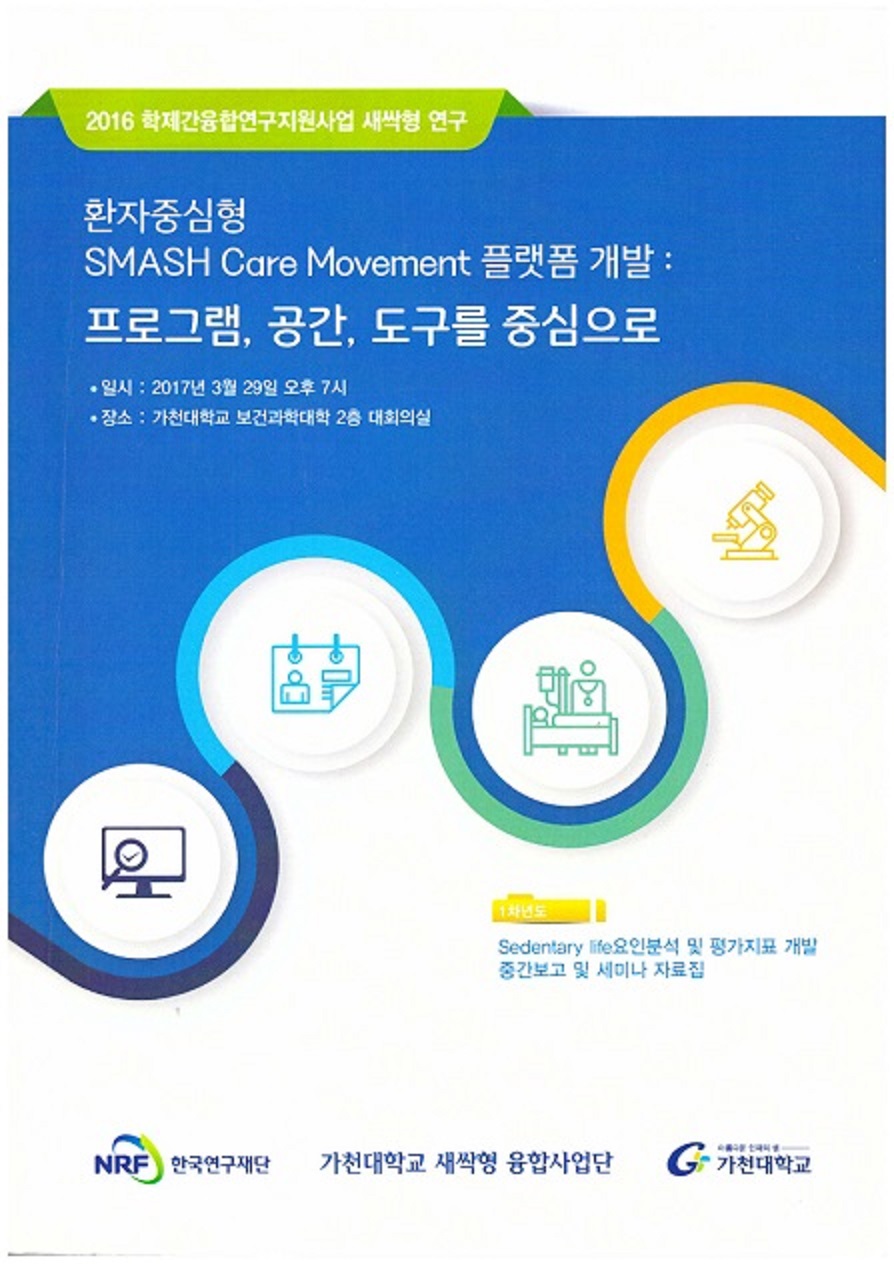 2016 학제간융합연구지원사업 새싹형 연구
환자중심형
SMASH Care Movement 플랫폼 개발 :
프로그램, 공간, 도구를 중심으로
• 일시 : 2017년 3월 29일 오후 7시
• 장소 : 가천대학교 보건과학대학 2층 대회의실
1차년도
Sedentary life요인분석 및 평가지표 개발
중간보고 및 세미나 자료집
NRF 한국연구재단
가천대학교 새싹형 융합사업단
가천대학교